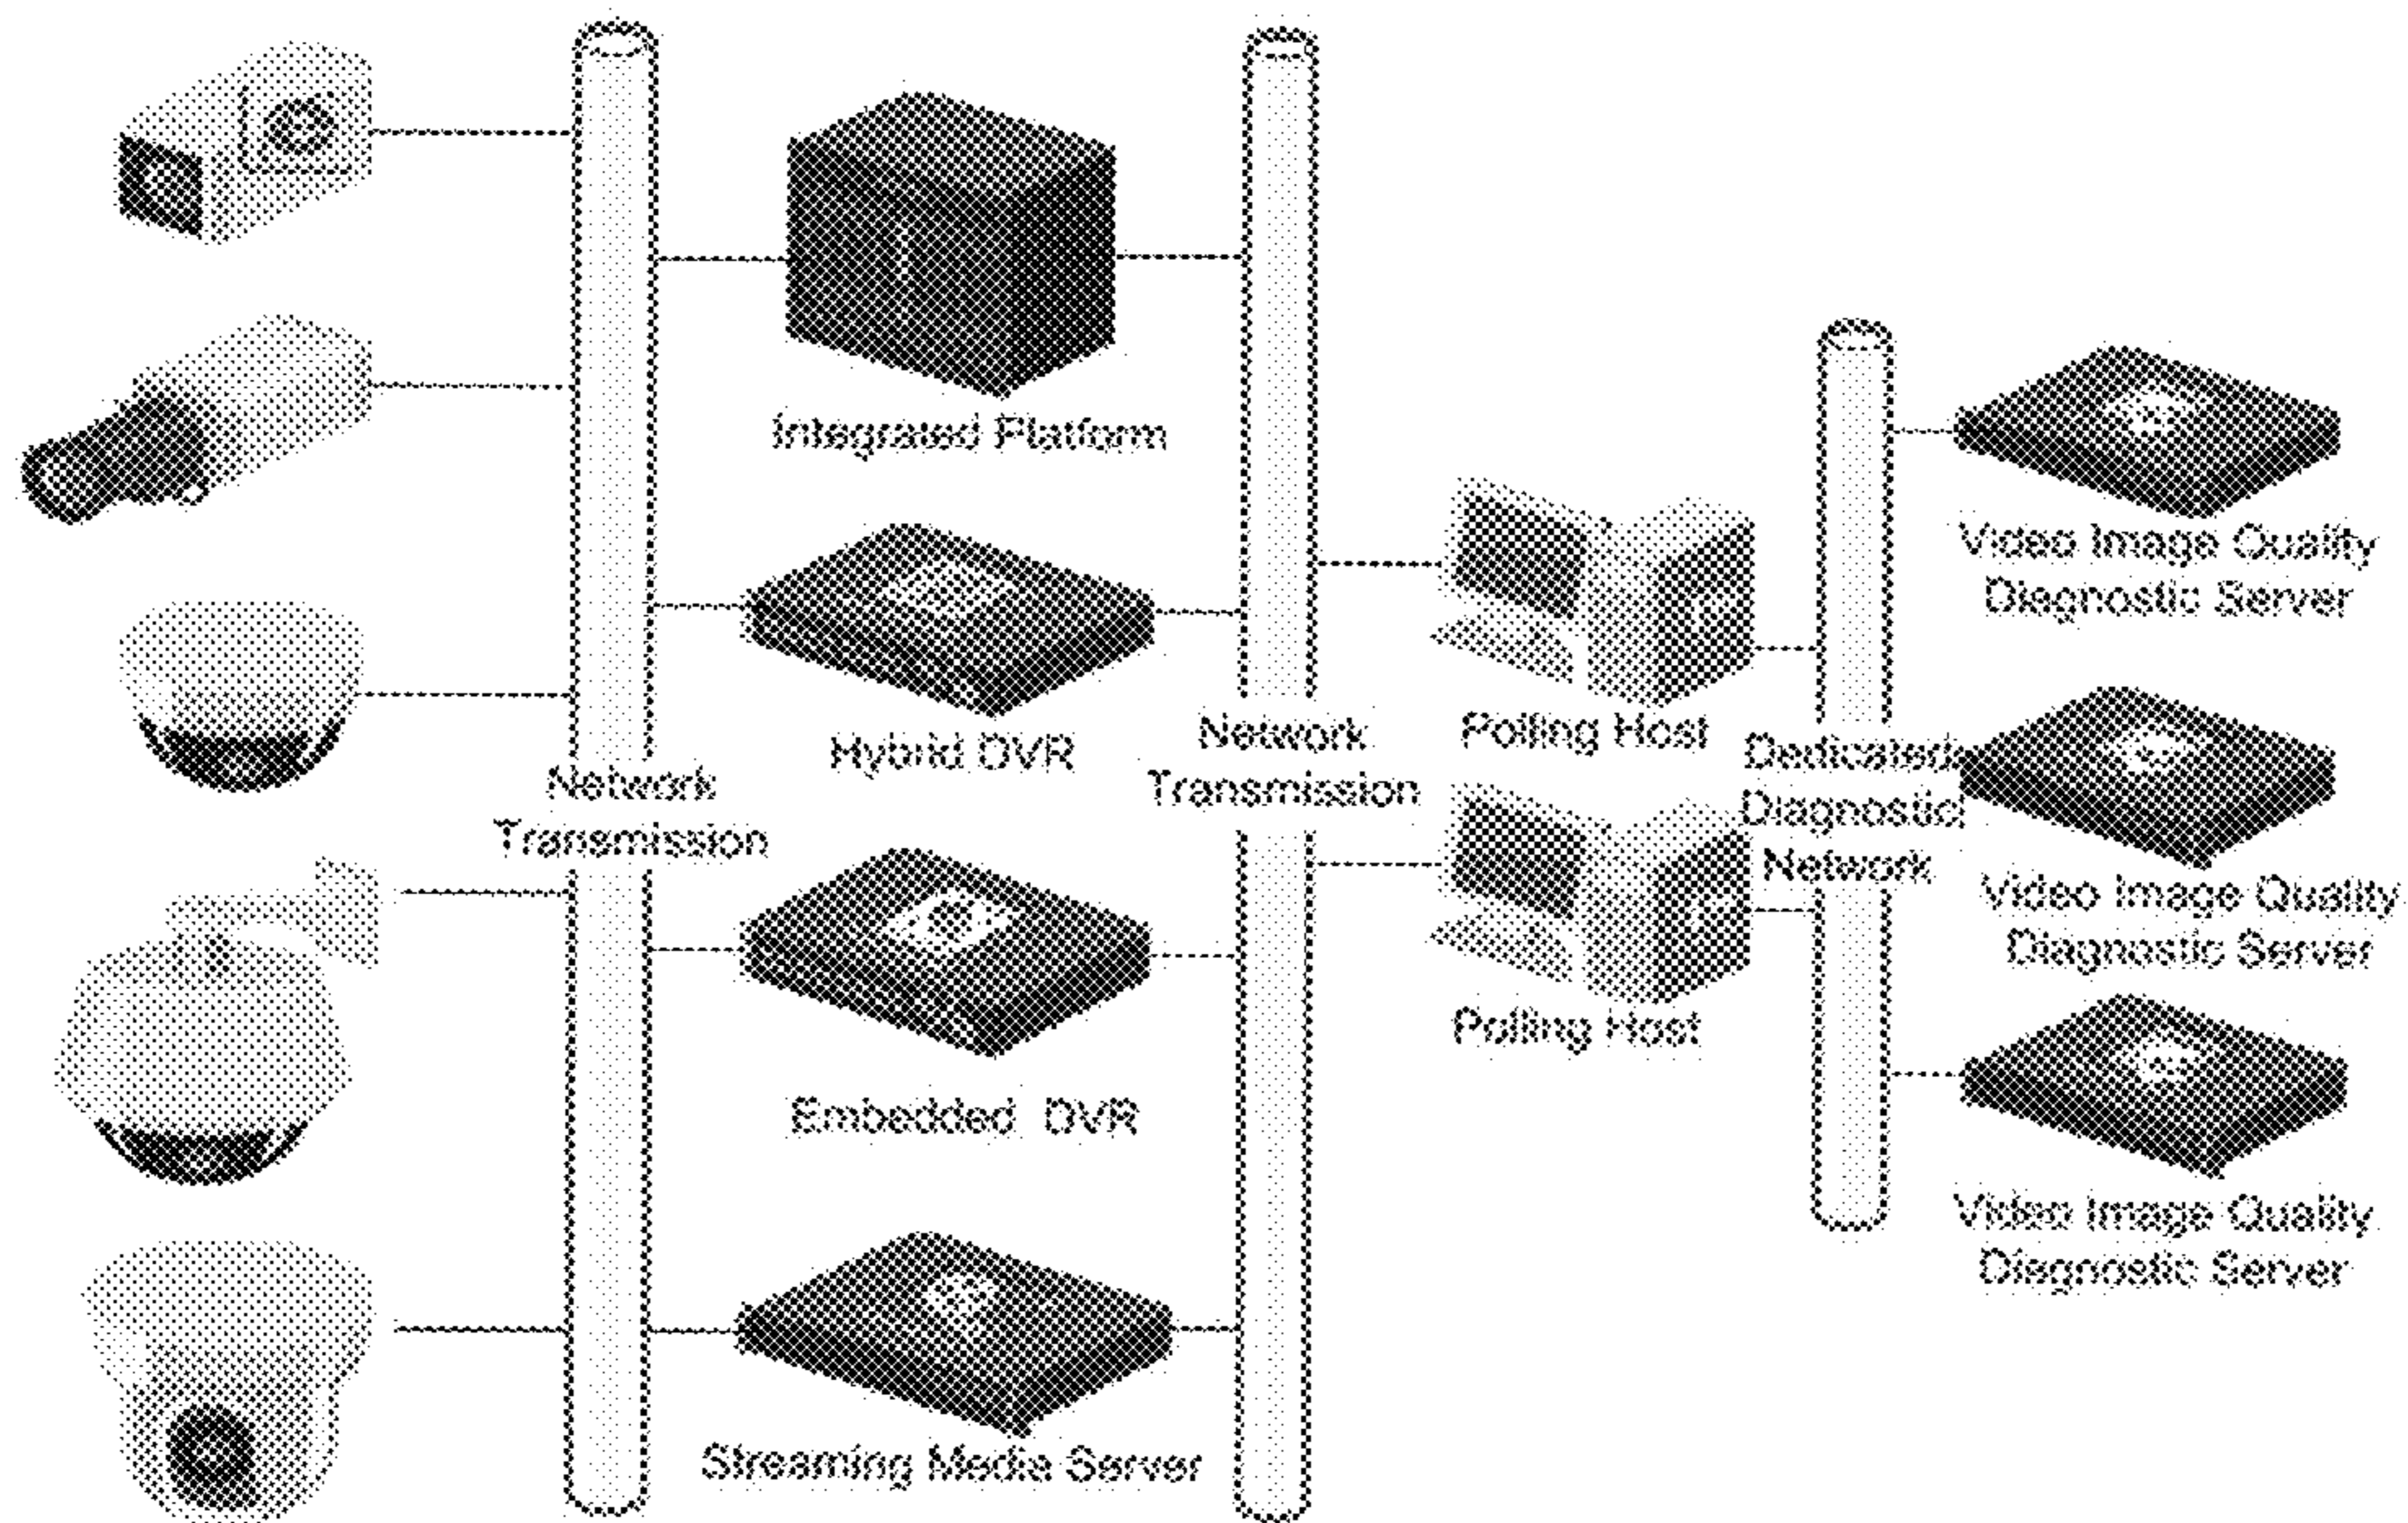 Integrated Platform
Hybrid DVR
Network
Transmission
Embedded DVR
Streaming Media Server
Network
Transmission
Polling Host
Polling Host
Dedicated
Diagnostic
Network
Video Image Quality
Diagnostic Server
Video Image Quality
Diagnostic Server
Video Image Quality
Diagnostic Server